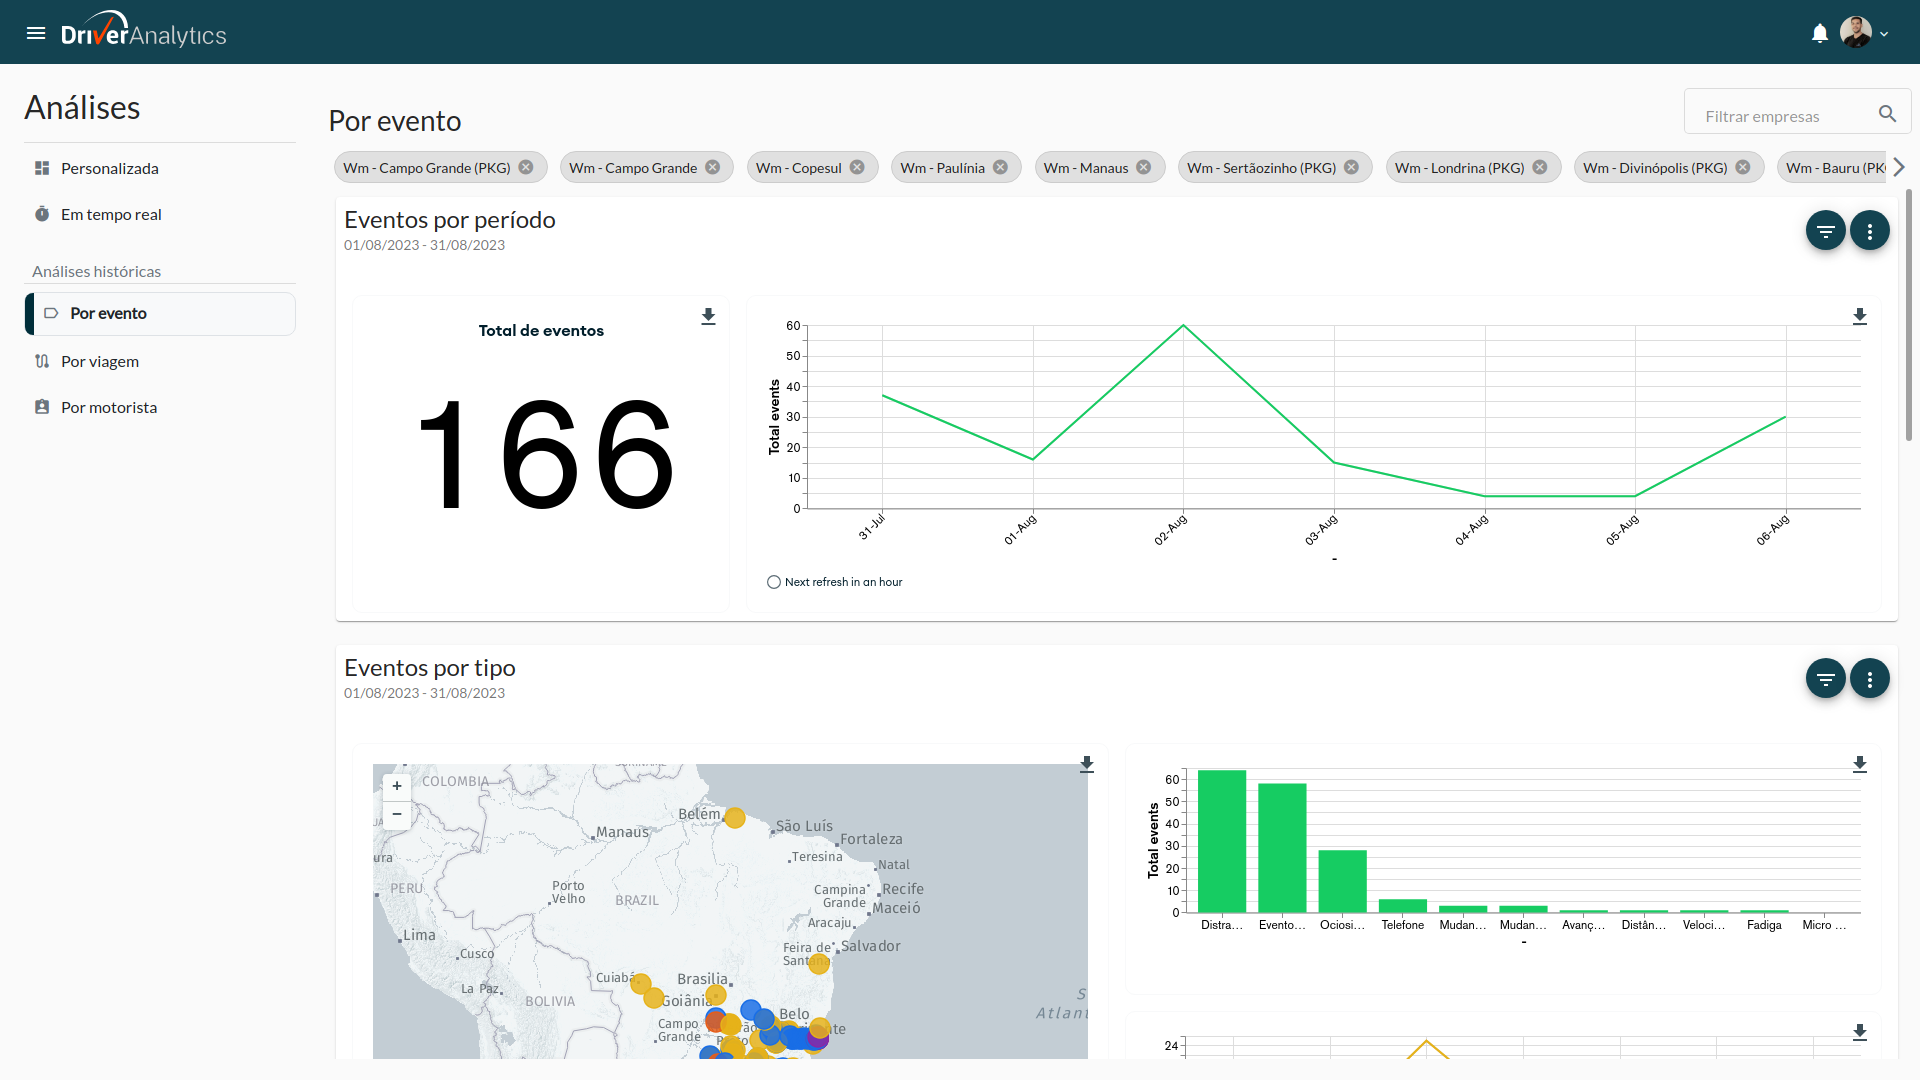 DriverAnalytics
Análises
Personalizada
Em tempo real
Análises históricas
Por evento
Por viagem
Por motorista
Por evento
Filtrar empresas
Wm - Campo Grande (PKG)
Wm - Campo Grande
Wm - Copesul
Wm - Paulínia
Wm - Manaus
Wm - Sertãozinho (PKG)
Wm - Londrina (PKG)
Wm - Divinópolis (PKG)
Wm - Bauru (PK
Eventos por período
01/08/2023 - 31/08/2023
Total de eventos
166
Total events
60
50
40
30
20
10
0
31-Jul
01-Aug
02-Aug
03-Aug
04-Aug
05-Aug
06-Aug
-
Next refresh in an hour
Eventos por tipo
01/08/2023 - 31/08/2023
+
−
COLOMBIA
Belém
São Luís
Manaus
Fortaleza
Teresina
Natal
PERU
Porto
Velho
BRAZIL
Campina
Grande
Recife
Maceió
Aracaju
Lima
Feira de
Santana
Salvador
Cusco
Cuiabá
Brasilia
La Paz
BOLIVIA
Goiânia
Campo
Grande
Belo
S
Atlant
Total events
60
50
40
30
20
10
0
Distra...
Evento...
Ociosi...
Telefone
Mudan...
Mudan...
Avanç...
Distân...
Veloci...
Fadiga
Micro ...
-
24